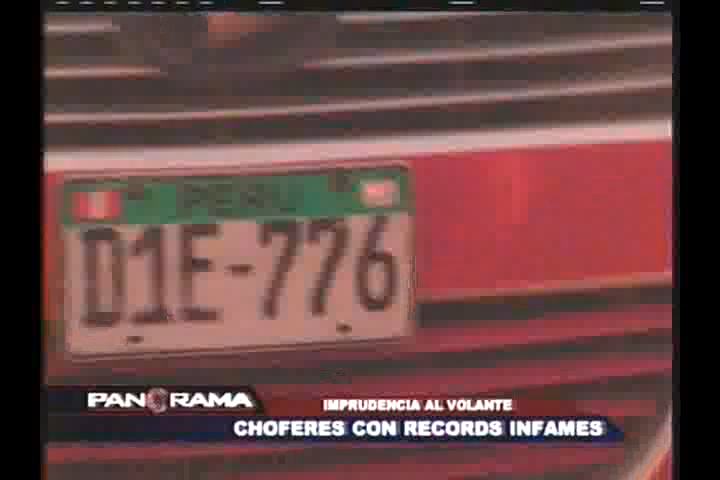 PERU
D1E-776
PANORAMA
IMPRUDENCIA AL VOLANTE
CHOFERES CON RECORDS INFAMES